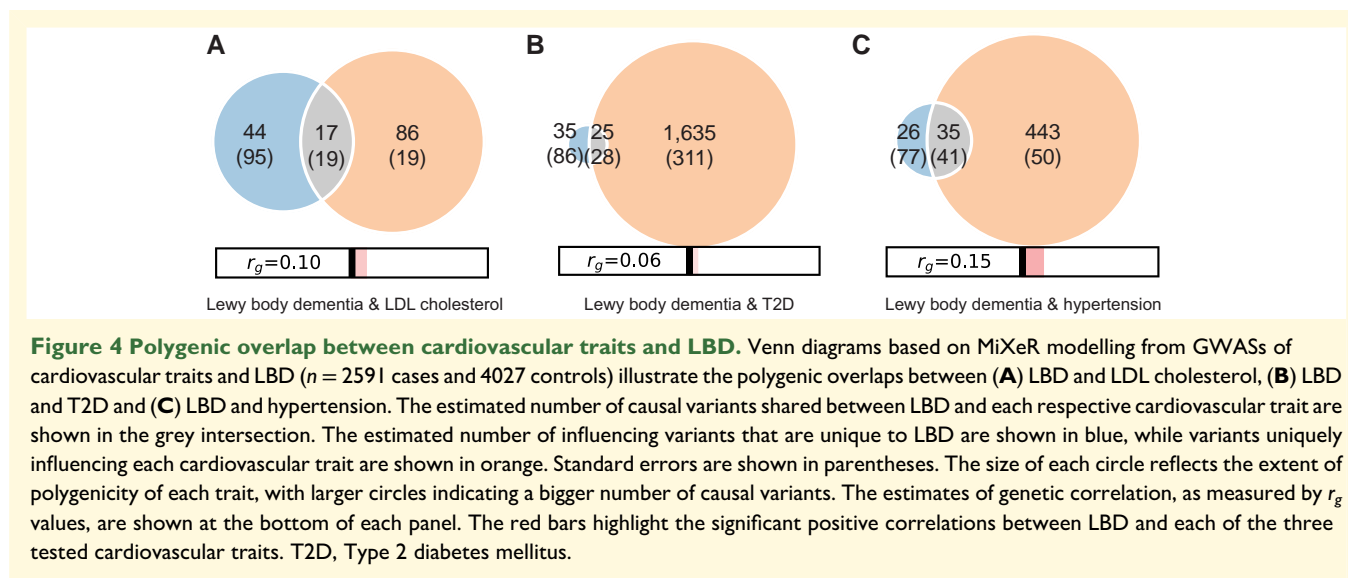 A
B
C
44
(95)
17
(19)
86
(19)
35
(86)
25
(28)
1,635
(311)
26
(77)
35
(41)
443
(50)
rg=0.10
rg=0.06
rg=0.15
Lewy body dementia & LDL cholesterol
Lewy body dementia & T2D
Lewy body dementia & hypertension
Figure 4 Polygenic overlap between cardiovascular traits and LBD. Venn diagrams based on MiXeR modelling from GWASs of
cardiovascular traits and LBD (n = 2591 cases and 4027 controls) illustrate the polygenic overlaps between (A) LBD and LDL cholesterol, (B) LBD
and T2D and (C) LBD and hypertension. The estimated number of causal variants shared between LBD and each respective cardiovascular trait are
shown in the grey intersection. The estimated number of influencing variants that are unique to LBD are shown in blue, while variants uniquely
influencing each cardiovascular trait are shown in orange. Standard errors are shown in parentheses. The size of each circle reflects the extent of
polygenicity of each trait, with larger circles indicating a bigger number of causal variants. The estimates of genetic correlation, as measured by rg
values, are shown at the bottom of each panel. The red bars highlight the significant positive correlations between LBD and each of the three
tested cardiovascular traits. T2D, Type 2 diabetes mellitus.